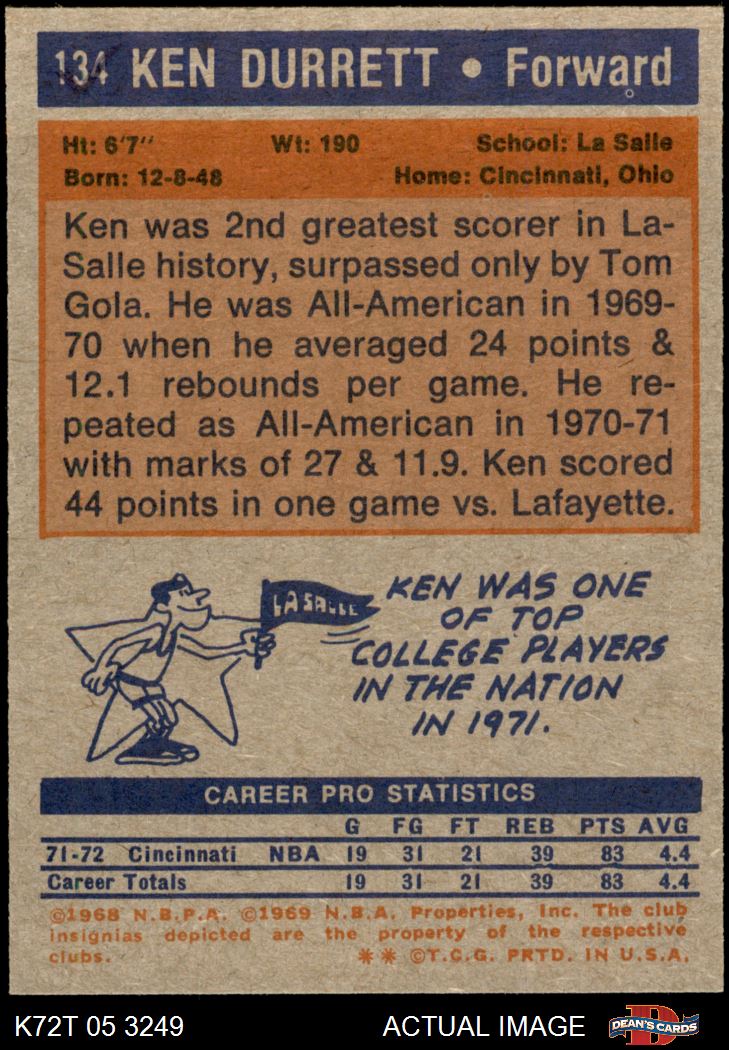 134 KEN DURRETT • Forward
Ht: 6'7" Wt: 190 School: La Salle
Born: 12-8-48 Home: Cincinnati, Ohio
Ken was 2nd greatest scorer in La-
Salle history, surpassed only by Tom
Gola. He was All-American in 1969-
70 when he averaged 24 points &
12.1 rebounds per game. He re-
peated as All-American in 1970-71
with marks of 27 & 11.9. Ken scored
44 points in one game vs. Lafayette.
LA SALLE
KEN WAS ONE
OF TOP
COLLEGE PLAYERS
IN THE NATION
IN 1971.
CAREER PRO STATISTICS
G FG FT REB PTS AVG
71-72 Cincinnati NBA 19 31 21 39 83 4.4
Career Totals 19 31 21 39 83 4.4
©1968 N.B.P.A. ©1969 N.B.A. Properties, Inc. The club
insignias depicted are the property of the respective
clubs. ** ©T.C.G. PRTD. IN U.S.A.
K72T 05 3249 ACTUAL IMAGE DEAN'S CARDS